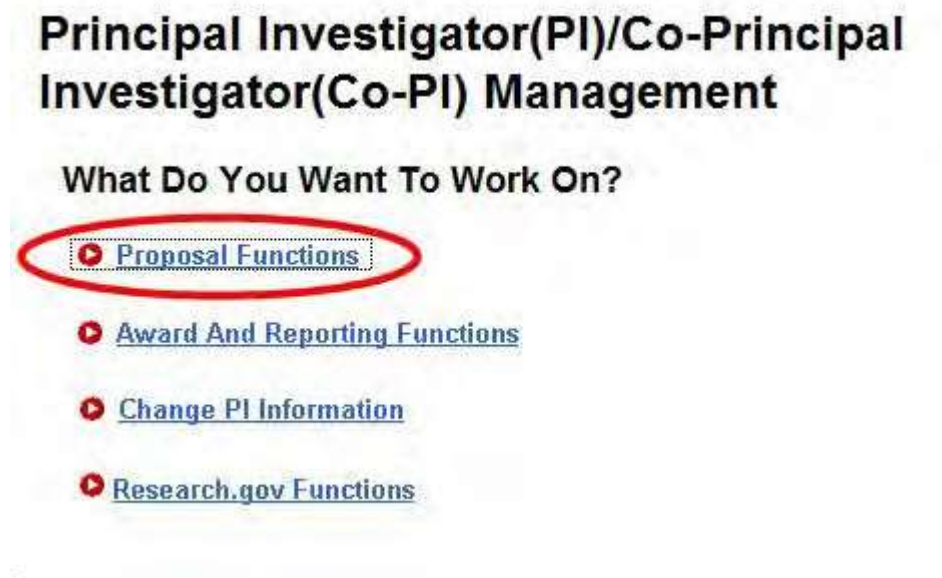 Principal Investigator(PI)/Co-Principal
Investigator(Co-PI) Management
What Do You Want To Work On?
Proposal Functions
Award And Reporting Functions
Change PI Information
Research.gov Functions